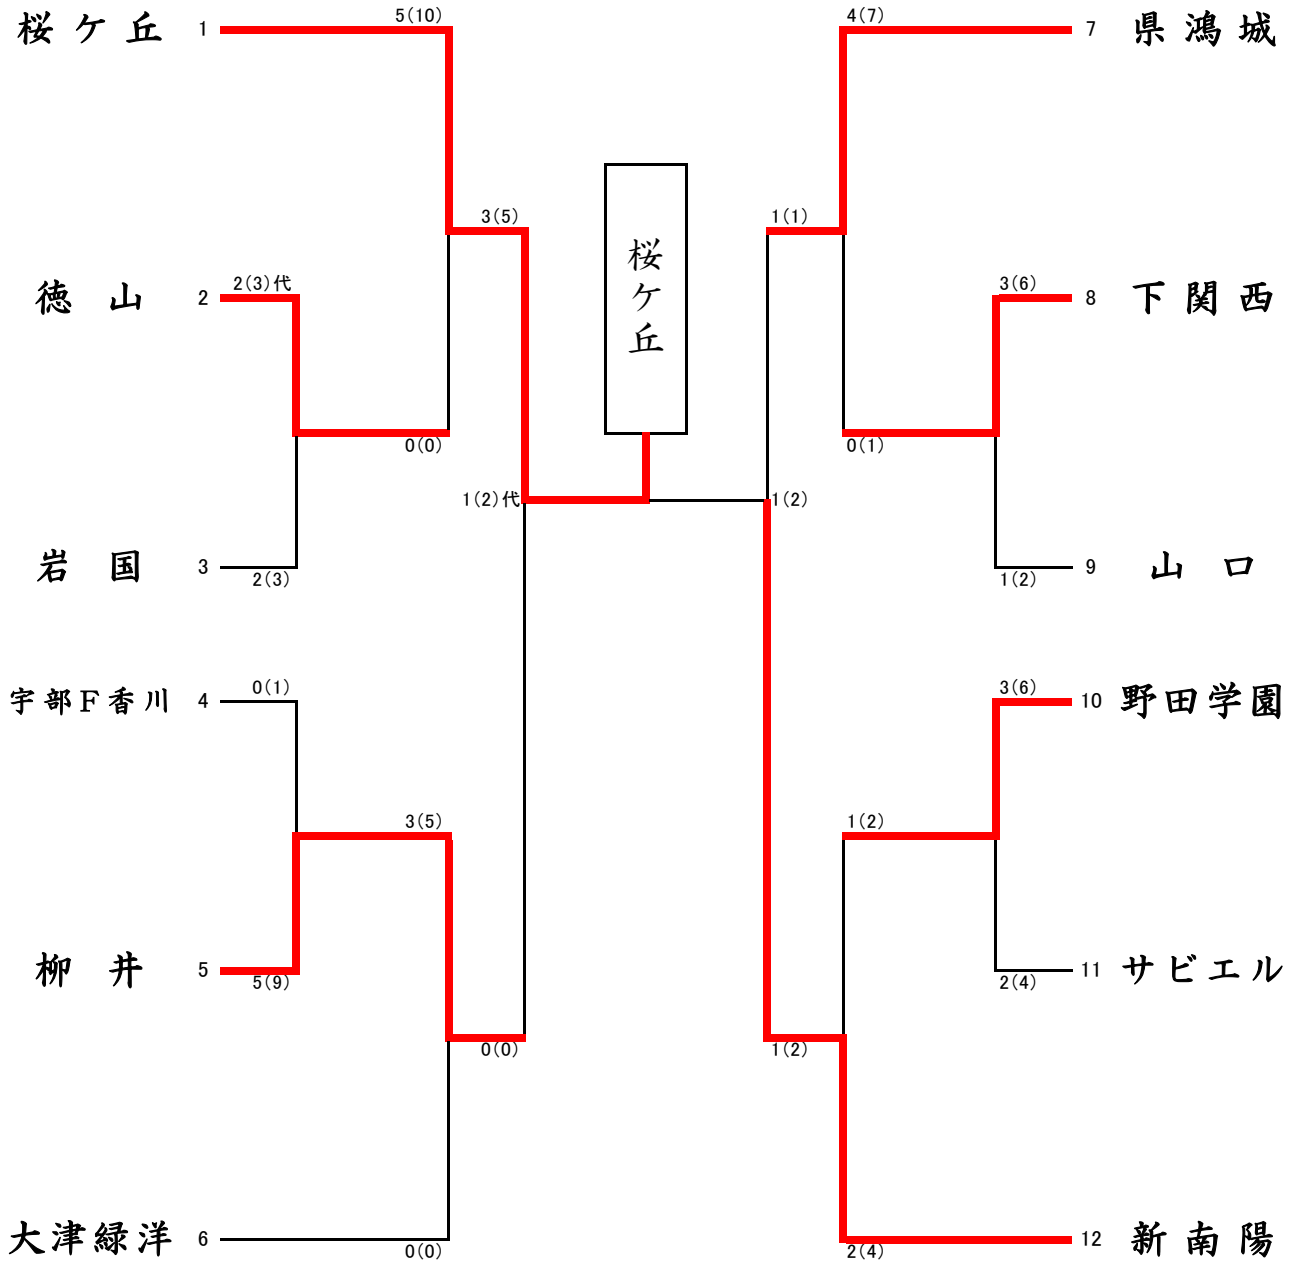 桜ケ丘 1 5(10)
4(7) 7 県鴻城
3(5)
1(1)
桜ケ丘
徳山 2 2(3)代
3(6) 8 下関西
0(0)
0(1)
1(2)代
1(2)
岩国 3 2(3)
1(2) 9 山口
宇部F香川 4 0(1)
3(6) 10 野田学園
3(5)
1(2)
柳井 5 5(9)
2(4) 11 サビエル
0(0)
1(2)
大津緑洋 6 0(0)
2(4) 12 新南陽